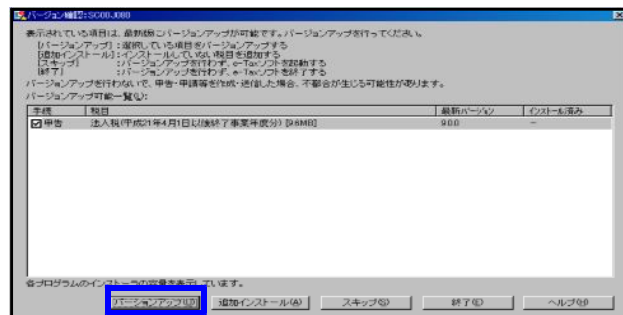 バージョン確認:SC00J080
表示されている項目は、最新版にバージョンアップが可能です。バージョンアップを行ってください。
[バージョンアップ]:選択している項目をバージョンアップする
[追加インストール]:インストールしていない税目を追加する
[スキップ]:バージョンアップを行わず、e-Taxソフトを起動する
[終了]:バージョンアップを行わず、e-Taxソフトを終了する
バージョンアップを行わないで、申告・申請等を作成・送信した場合、不都合が生じる可能性があります。
バージョンアップ可能一覧(L):
手続 税目 最新バージョン インストール済み
申告 法人税(平成21年4月1日以後終了事業年度分) [9.6MB] 9.0.0 -
各プログラムのインストーラの容量を表示しています。
バージョンアップ(U) 追加インストール(A) スキップ(S) 終了(E) ヘルプ(H)